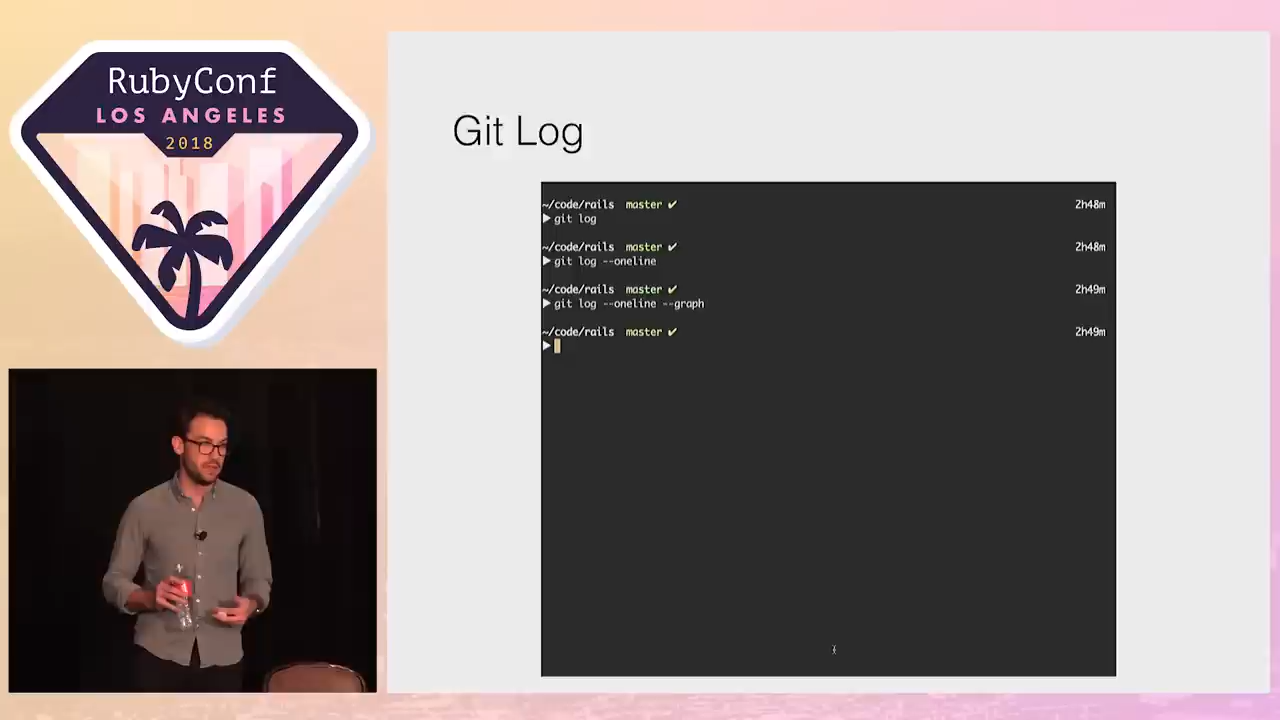 RubyConf
LOS ANGELES
2018
Git Log
~/code/rails master ✔ 2h48m
▶ git log
~/code/rails master ✔ 2h48m
▶ git log --oneline
~/code/rails master ✔ 2h49m
▶ git log --oneline --graph
~/code/rails master ✔ 2h49m
▶